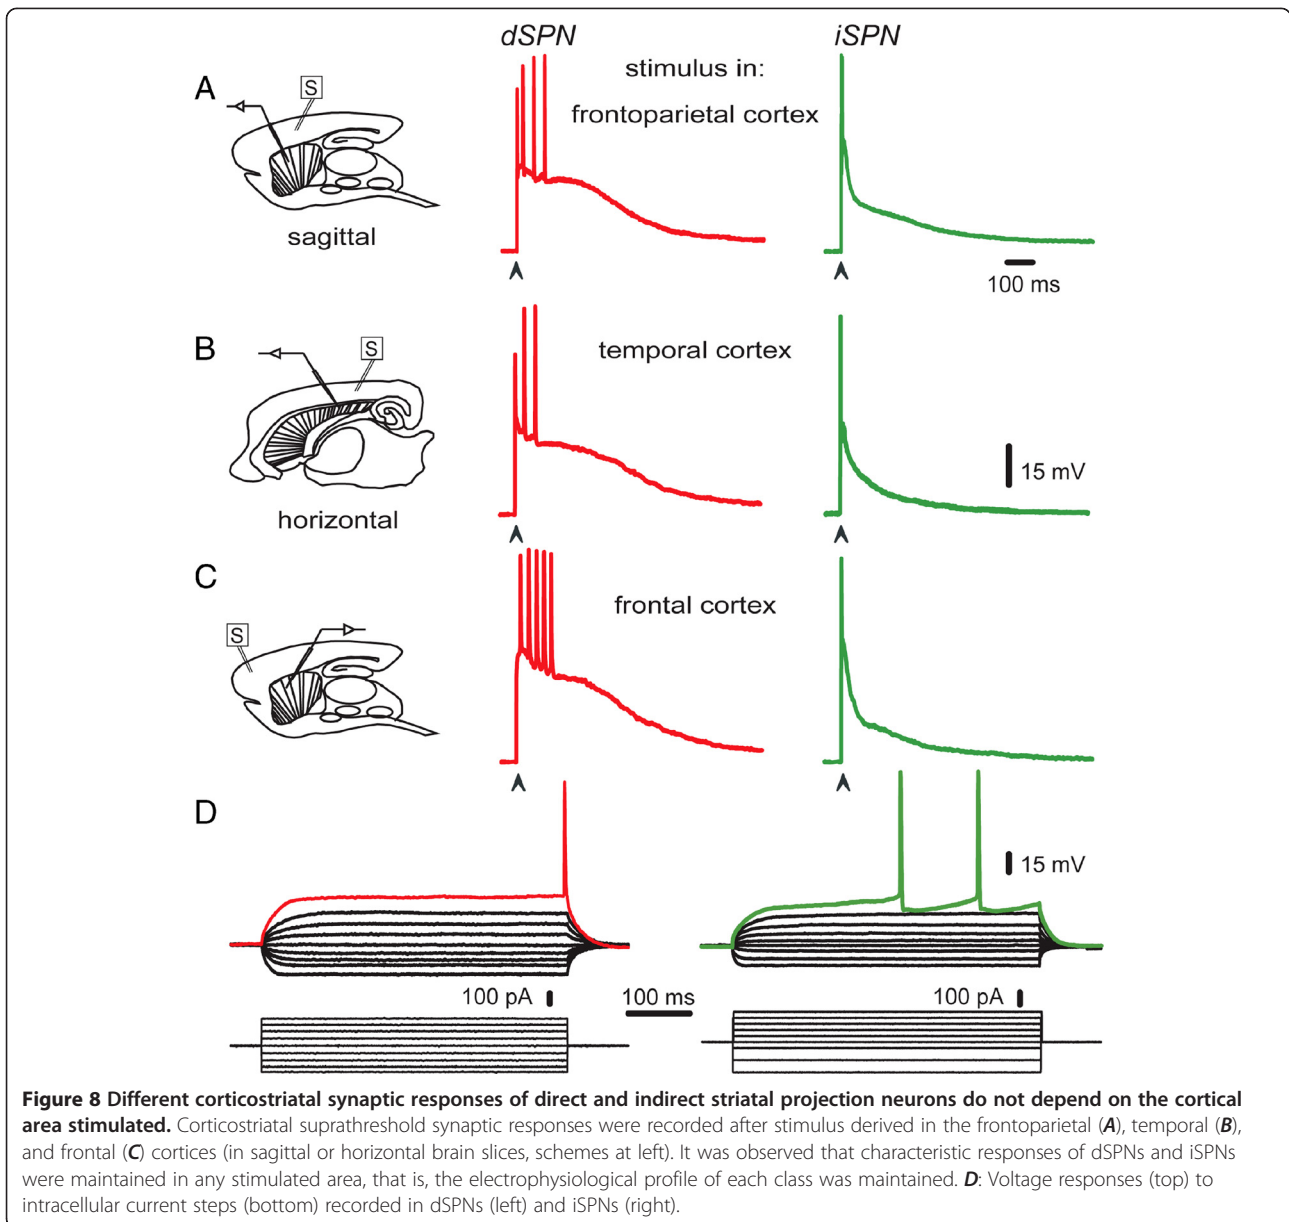 dSPN
iSPN
A
S
stimulus in:
frontoparietal cortex
sagittal
100 ms
B
S
temporal cortex
15 mV
horizontal
C
S
frontal cortex
D
15 mV
100 pA
100 ms
100 pA
Figure 8 Different corticostriatal synaptic responses of direct and indirect striatal projection neurons do not depend on the cortical
area stimulated. Corticostriatal suprathreshold synaptic responses were recorded after stimulus derived in the frontoparietal (A), temporal (B),
and frontal (C) cortices (in sagittal or horizontal brain slices, schemes at left). It was observed that characteristic responses of dSPNs and iSPNs
were maintained in any stimulated area, that is, the electrophysiological profile of each class was maintained. D: Voltage responses (top) to
intracellular current steps (bottom) recorded in dSPNs (left) and iSPNs (right).